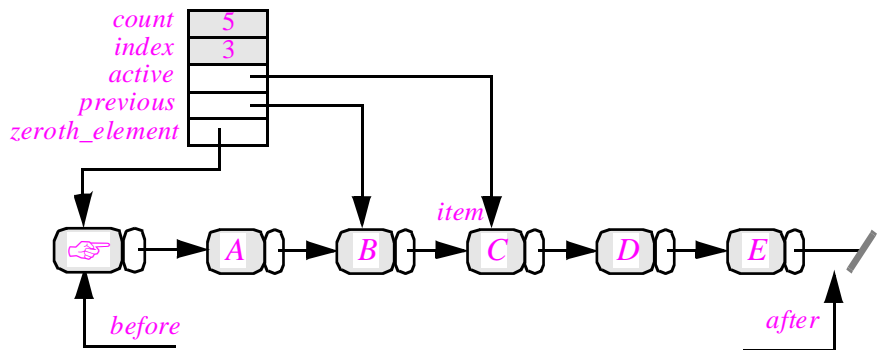 count 5
index 3
active
previous
zeroth_element
item
A B C D E
before
after